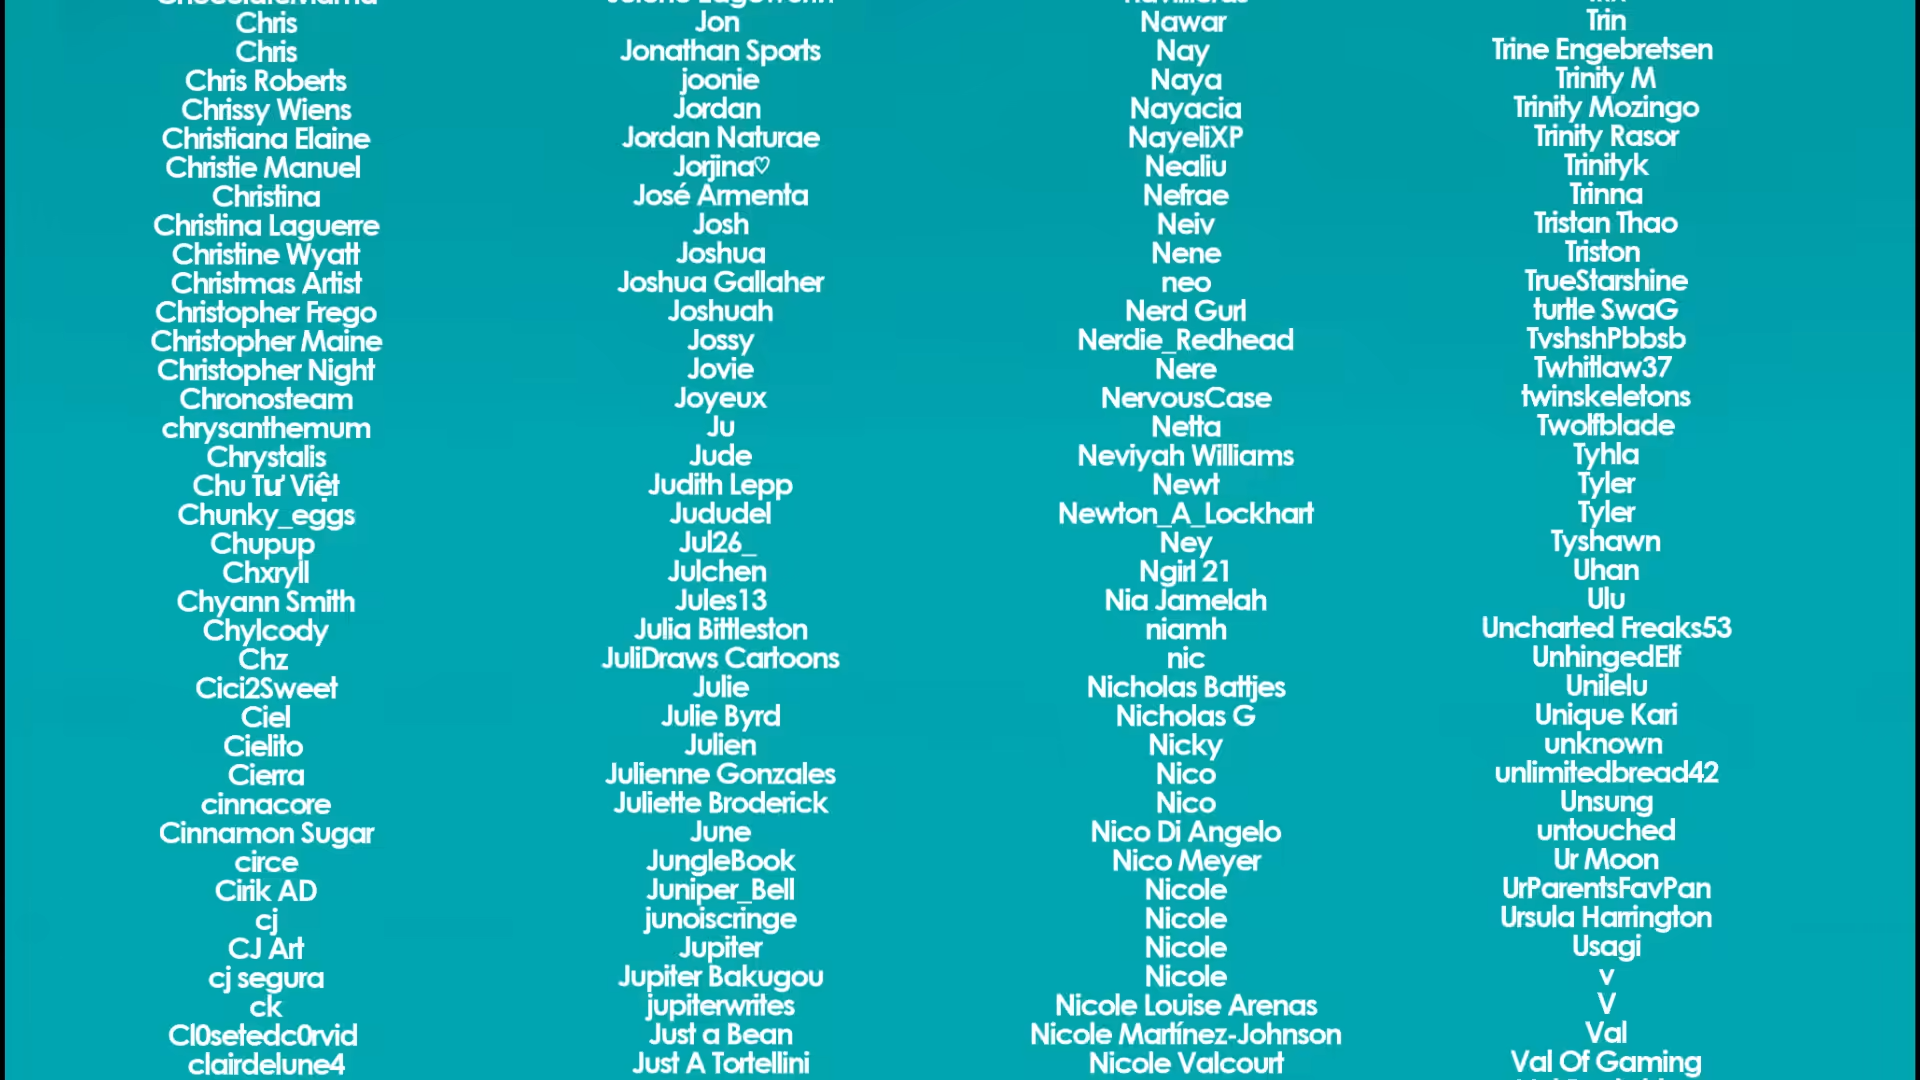 Chris
Chris
Chris Roberts
Chrissy Wiens
Christiana Elaine
Christie Manuel
Christina
Christina Laguerre
Christine Wyatt
Christmas Artist
Christopher Frego
Christopher Maine
Christopher Night
Chronosteam
chrysanthemum
Chrystalis
Chu Tư Việt
Chunky_eggs
Chupup
Chxryll
Chyann Smith
Chylcody
Chz
Cici2Sweet
Ciel
Cielito
Cierra
cinnacore
Cinnamon Sugar
circe
Cirik AD
cj
CJ Art
cj segura
ck
Cl0setedc0rvid
clairdelune4
Jon
Jonathan Sports
joonie
Jordan
Jordan Naturae
Jorjina♡
José Armenta
Josh
Joshua
Joshua Gallaher
Joshuah
Jossy
Jovie
Joyeux
Ju
Jude
Judith Lepp
Jududel
Jul26_
Julchen
Jules13
Julia Bittleston
JuliDraws Cartoons
Julie
Julie Byrd
Julien
Julienne Gonzales
Juliette Broderick
June
JungleBook
Juniper_Bell
junoiscringe
Jupiter
Jupiter Bakugou
jupiterwrites
Just a Bean
Just A Tortellini
Nawar
Nay
Naya
Nayacia
NayeliXP
Nealiu
Nefrae
Neiv
Nene
neo
Nerd Gurl
Nerdie_Redhead
Nere
NervousCase
Netta
Neviyah Williams
Newt
Newton_A_Lockhart
Ney
Ngirl 21
Nia Jamelah
niamh
nic
Nicholas Battjes
Nicholas G
Nicky
Nico
Nico
Nico Di Angelo
Nico Meyer
Nicole
Nicole
Nicole
Nicole
Nicole Louise Arenas
Nicole Martínez-Johnson
Nicole Valcourt
Trin
Trine Engebretsen
Trinity M
Trinity Mozingo
Trinity Rasor
Trinityk
Trinna
Tristan Thao
Triston
TrueStarshine
turtle SwaG
TvshshPbbsb
Twhitlaw37
twinskeletons
Twolfblade
Tyhla
Tyler
Tyler
Tyshawn
Uhan
Ulu
Uncharted Freaks53
UnhingedElf
Unilelu
Unique Kari
unknown
unlimitedbread42
Unsung
untouched
Ur Moon
UrParentsFavPan
Ursula Harrington
Usagi
v
V
Val
Val Of Gaming